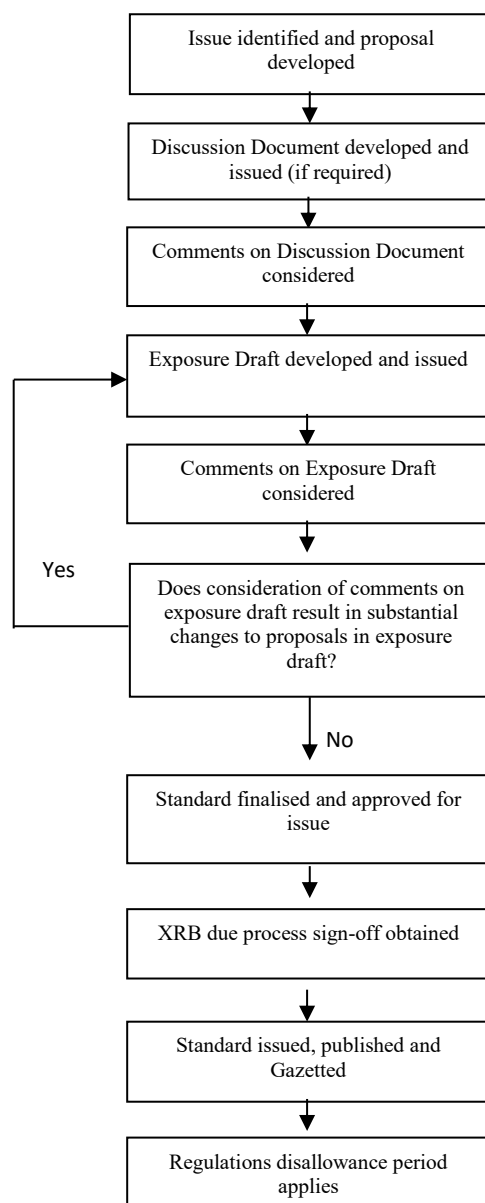 Issue identified and proposal
developed
Discussion Document developed and
issued (if required)
Comments on Discussion Document
considered
Exposure Draft developed and issued
Comments on Exposure Draft
considered
Yes
Does consideration of comments on
exposure draft result in substantial
changes to proposals in exposure
draft?
No
Standard finalised and approved for
issue
XRB due process sign-off obtained
Standard issued, published and
Gazetted
Regulations disallowance period
applies